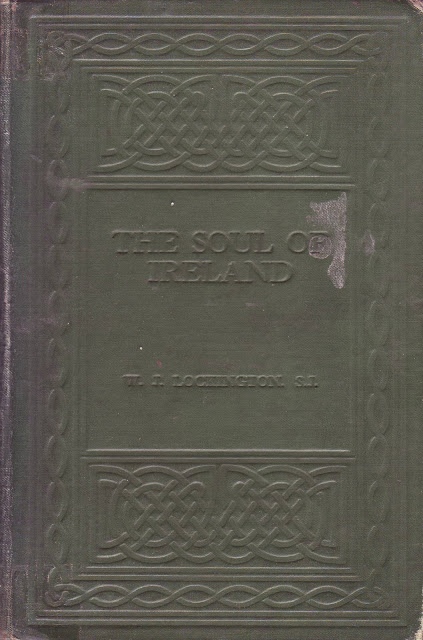 THE SOUL OF
IRELAND
W. J. LOCKINGTON. S.J.